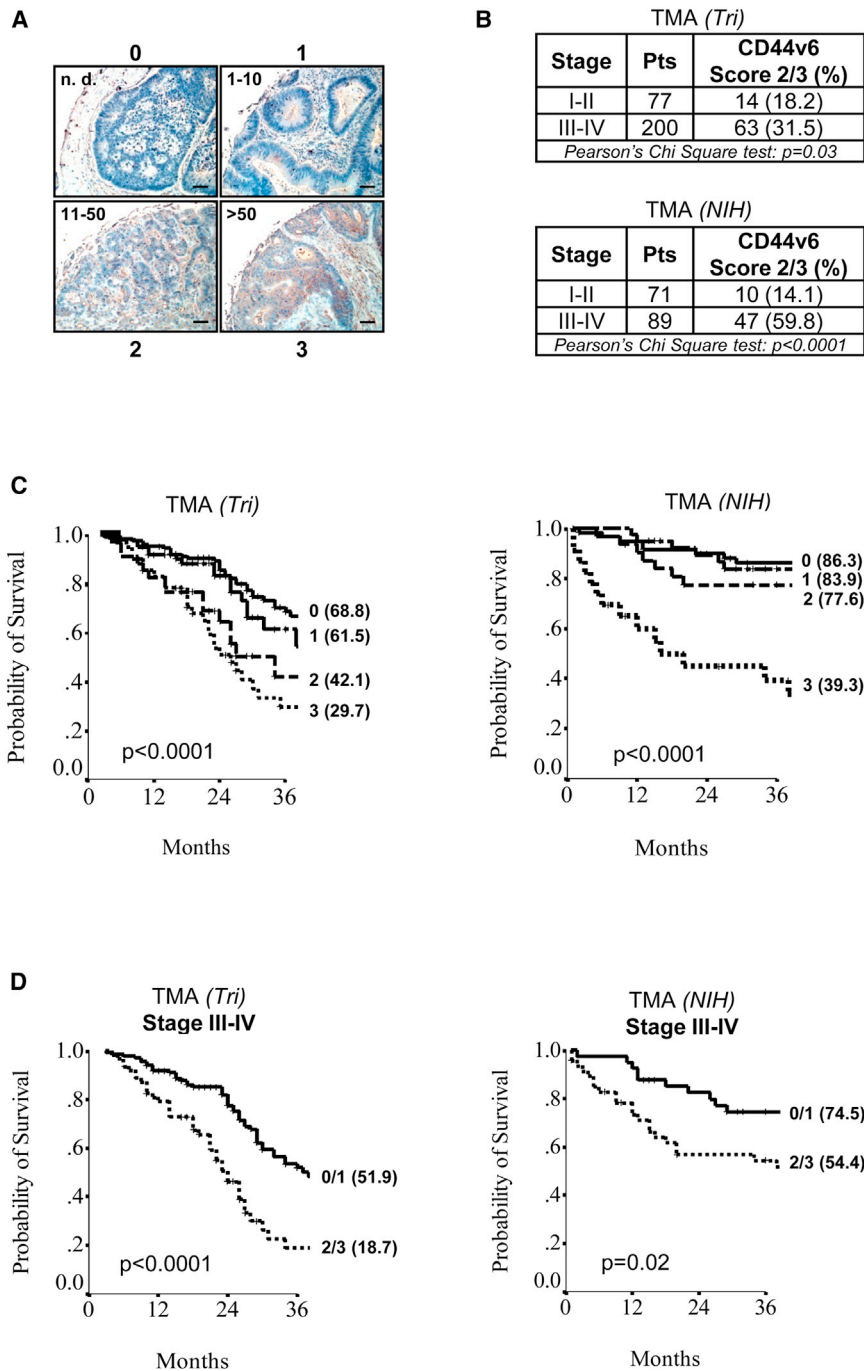 A
0 1
n. d. 1-10
11-50 >50
2 3
B
TMA (Tri)
Stage Pts CD44v6 Score 2/3 (%)
I-II 77 14 (18.2)
III-IV 200 63 (31.5)
Pearson's Chi Square test: p=0.03
TMA (NIH)
Stage Pts CD44v6 Score 2/3 (%)
I-II 71 10 (14.1)
III-IV 89 47 (59.8)
Pearson's Chi Square test: p<0.0001
C
TMA (Tri)
Probability of Survival
1.0
.8
.6
.4
.2
0.0
0 (68.8)
1 (61.5)
2 (42.1)
3 (29.7)
p<0.0001
0 12 24 36
Months
TMA (NIH)
Probability of Survival
1.0
.8
.6
.4
.2
0.0
0 (86.3)
1 (83.9)
2 (77.6)
3 (39.3)
p<0.0001
0 12 24 36
Months
D
TMA (Tri)
Stage III-IV
Probability of Survival
1.0
.8
.6
.4
.2
0.0
0/1 (51.9)
2/3 (18.7)
p<0.0001
0 12 24 36
Months
TMA (NIH)
Stage III-IV
Probability of Survival
1.0
.8
.6
.4
.2
0.0
0/1 (74.5)
2/3 (54.4)
p=0.02
0 12 24 36
Months